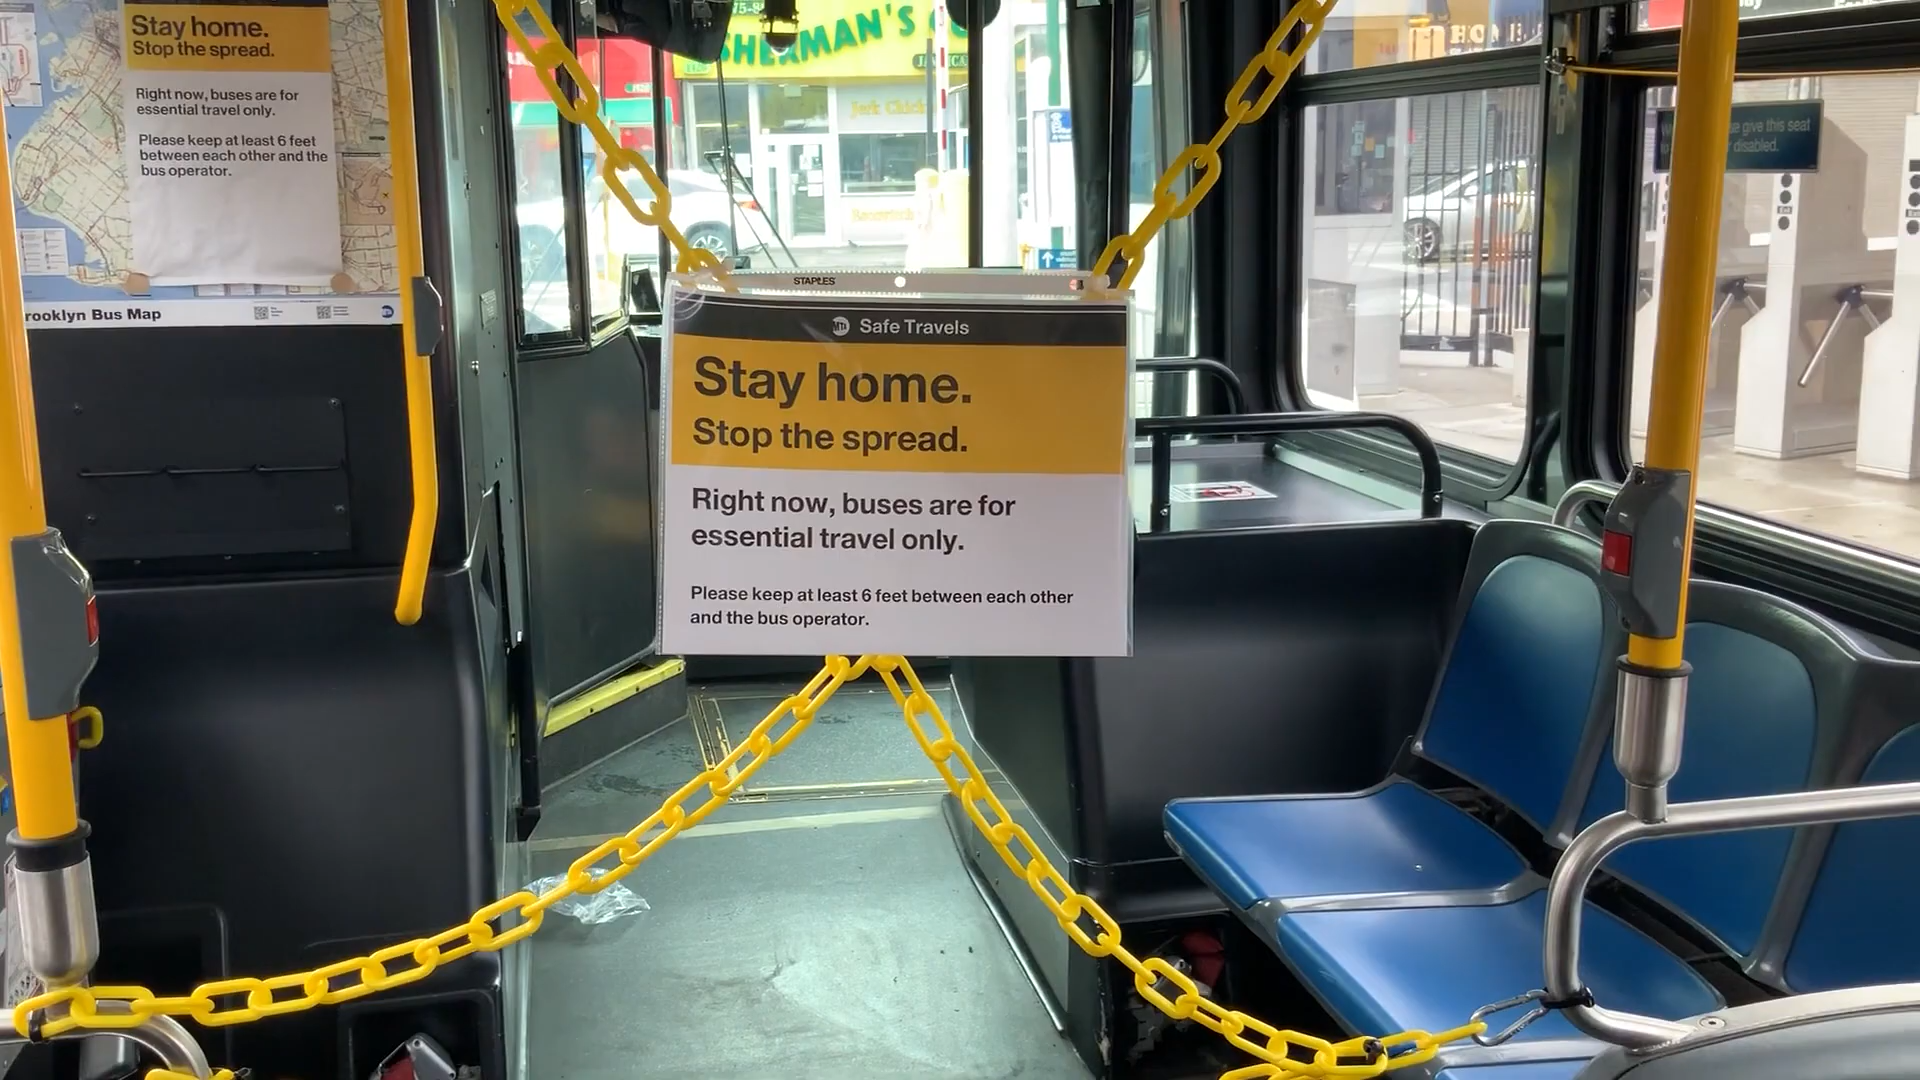 Stay home.
Stop the spread.
Right now, buses are for
essential travel only.
Please keep at least 6 feet
between each other and the
bus operator.
rooklyn Bus Map
SHERMAN'S
Jerk Chick
STAPLES
MTA Safe Travels
Stay home.
Stop the spread.
Right now, buses are for
essential travel only.
Please keep at least 6 feet between each other
and the bus operator.
give this seat
disabled.